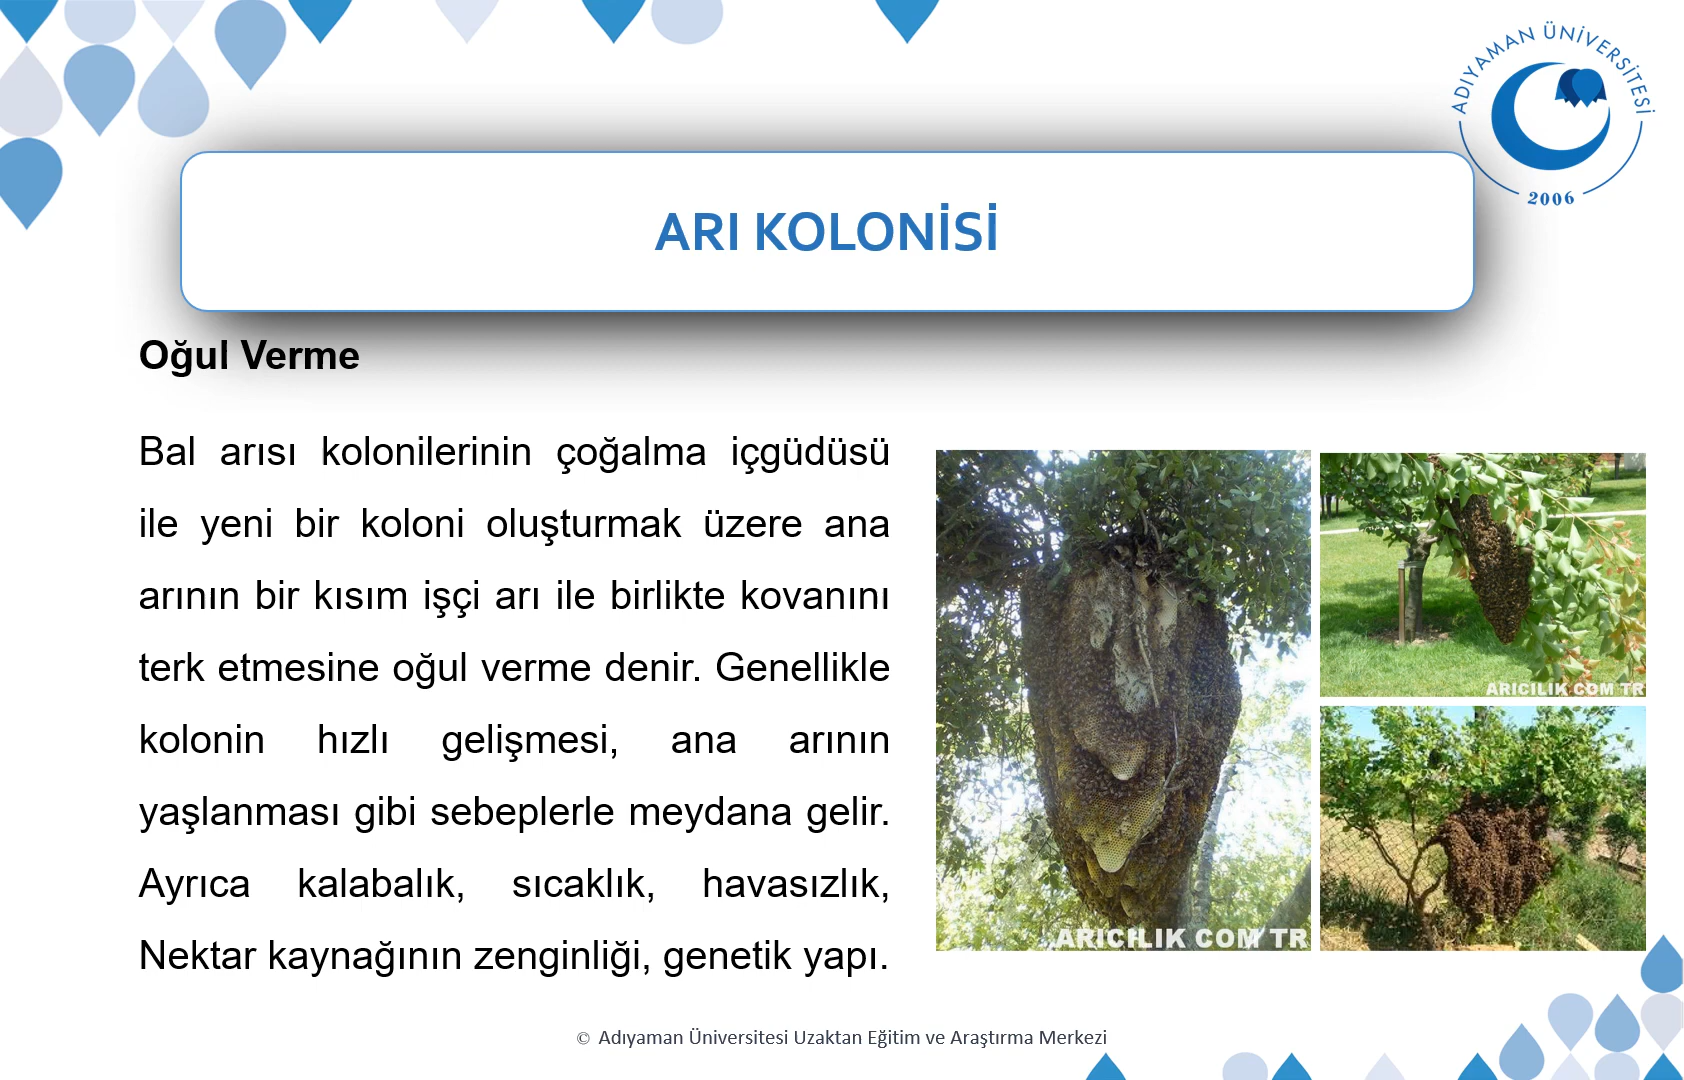 ADIYAMAN ÜNİVERSİTESİ
2006
ARI KOLONİSİ
Oğul Verme
Bal arısı kolonilerinin çoğalma içgüdüsü
ile yeni bir koloni oluşturmak üzere ana
arının bir kısım işçi arı ile birlikte kovanını
terk etmesine oğul verme denir. Genellikle
kolonin hızlı gelişmesi, ana arının
yaşlanması gibi sebeplerle meydana gelir.
Ayrıca kalabalık, sıcaklık, havasızlık,
Nektar kaynağının zenginliği, genetik yapı.
ARICILIK COM TR
ARICILIK COM TR
© Adıyaman Üniversitesi Uzaktan Eğitim ve Araştırma Merkezi